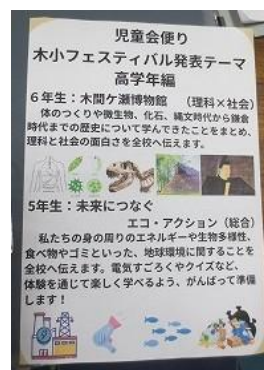 児童会便り
木小フェスティバル発表テーマ
高学年編
6年生：木間ケ瀬博物館　（理科×社会）
体のつくりや微生物、化石、縄文時代から鎌倉
時代までの歴史について学んできたことをまとめ、
理科と社会の面白さを全校へ伝えます。
5年生：未来につなぐ
エコ・アクション（総合）
私たちの身の周りのエネルギーや生物多様性、
食べ物やゴミといった、地球環境に関することを
全校へ伝えます。電気すごろくやクイズなど、
体験を通じて楽しく学べるよう、がんばって準備
します！